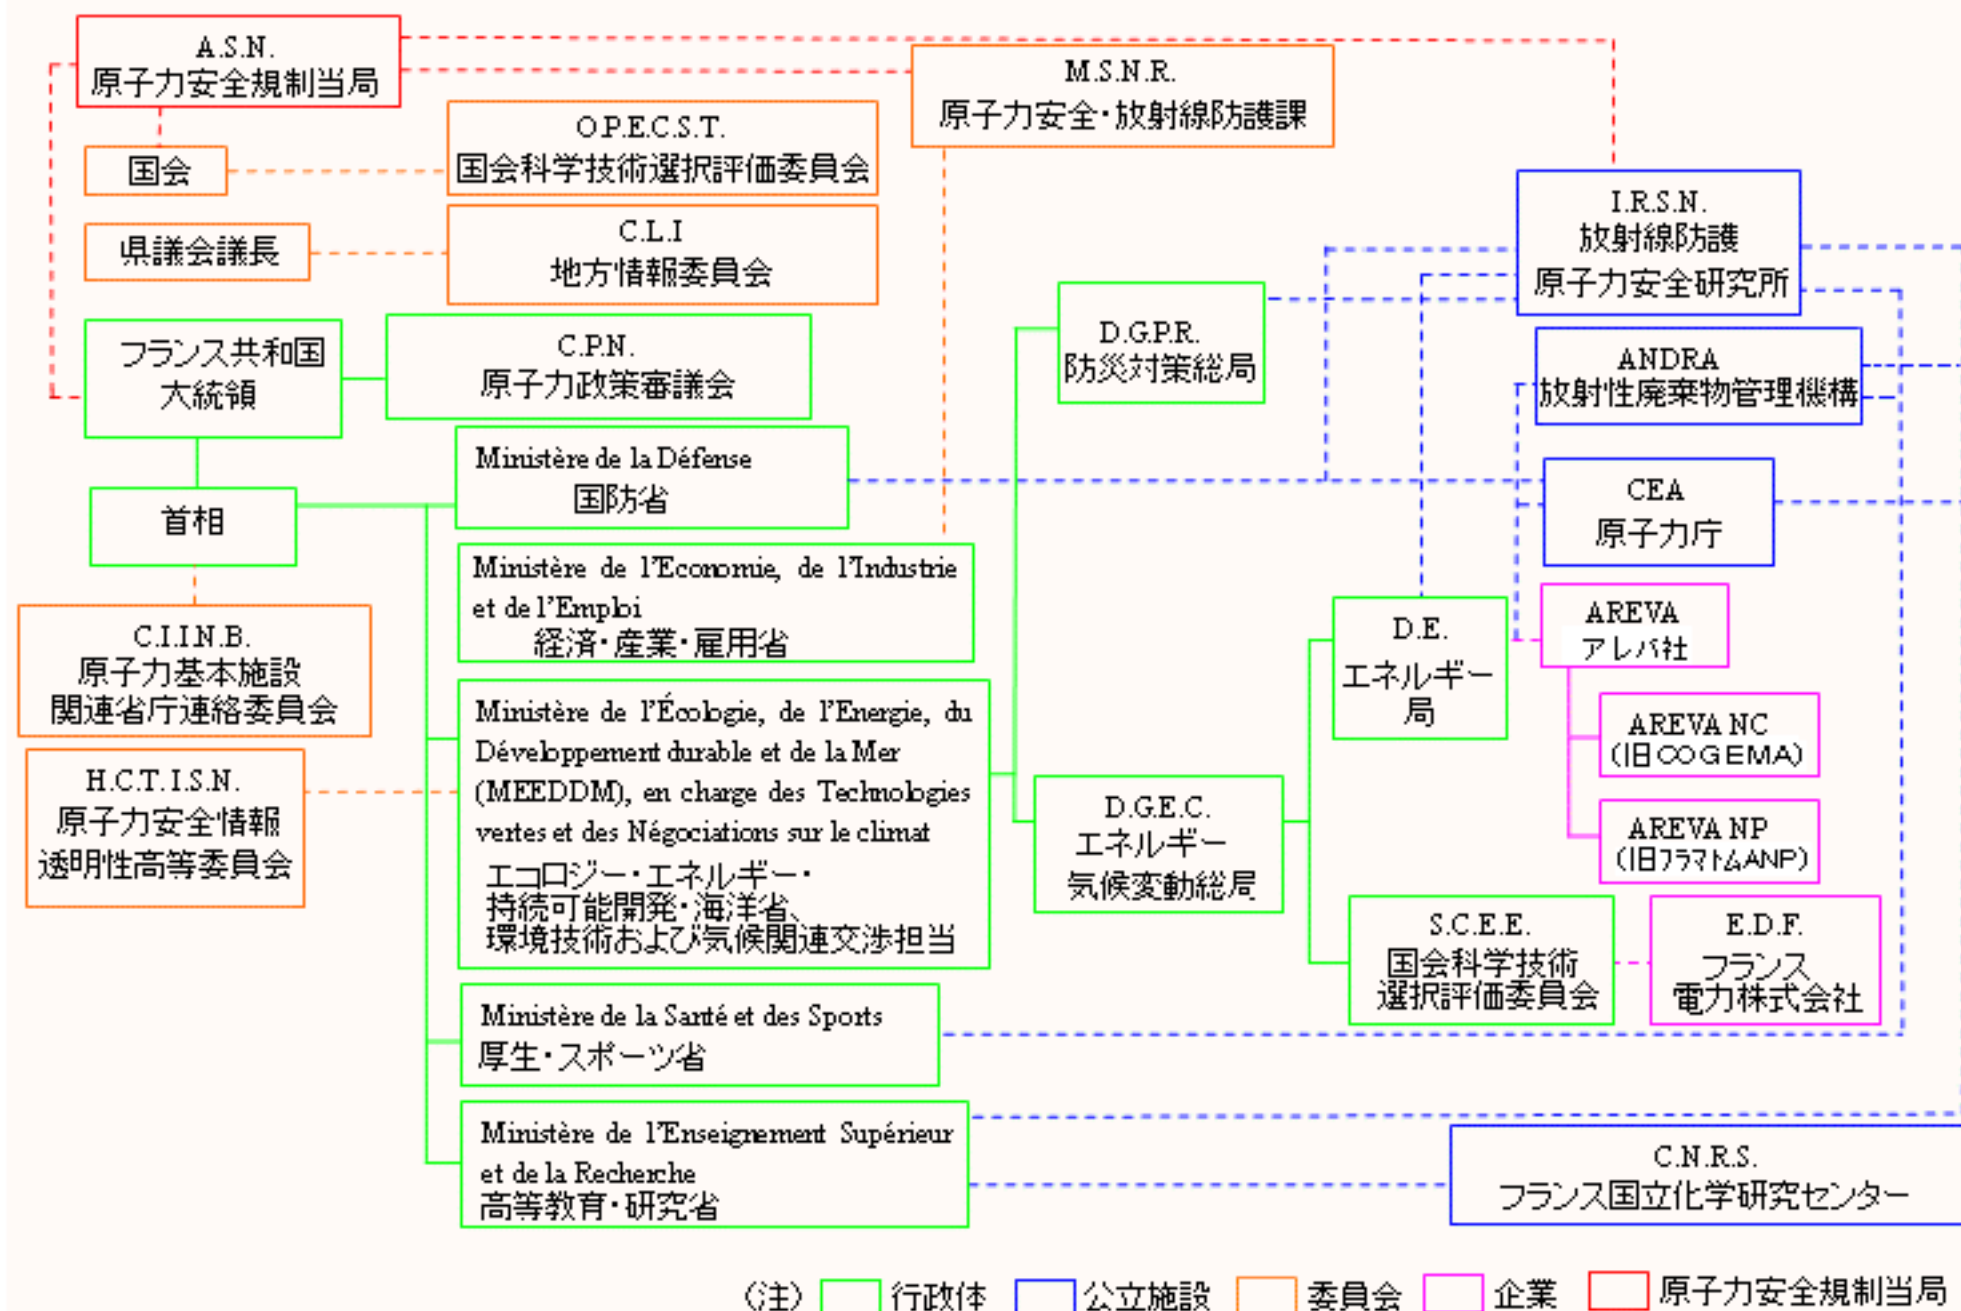 A.S.N.
原子力安全規制当局
M.S.N.R.
原子力安全・放射線防護課
O.P.E.C.S.T.
国会科学技術選択評価委員会
国会
I.R.S.N.
放射線防護
原子力安全研究所
県議会議長
C.L.I
地方情報委員会
D.G.P.R.
防災対策総局
フランス共和国
大統領
C.P.N.
原子力政策審議会
ANDRA
放射性廃棄物管理機構
Ministère de la Défense
国防省
CEA
原子力庁
首相
Ministère de l'Economie, de l'Industrie
et de l'Emploi
経済・産業・雇用省
D.E.
エネルギー
局
AREVA
アレバ社
C.I.I.N.B.
原子力基本施設
関連省庁連絡委員会
AREVA NC
(旧COGEMA)
Ministère de l'Écologie, de l'Energie, du
Développement durable et de la Mer
(MEEDDM), en charge des Technologies
vertes et des Négociations sur le climat
エコロジー・エネルギー・
持続可能開発・海洋省、
環境技術および気候関連交渉担当
H.C.T.I.S.N.
原子力安全情報
透明性高等委員会
D.G.E.C.
エネルギー
気候変動総局
AREVA NP
(旧フラマトムANP)
S.C.E.E.
国会科学技術
選択評価委員会
E.D.F.
フランス
電力株式会社
Ministère de la Santé et des Sports
厚生・スポーツ省
Ministère de l'Enseignement Supérieur
et de la Recherche
高等教育・研究省
C.N.R.S.
フランス国立化学研究センター
(注) 行政体 公立施設 委員会 企業 原子力安全規制当局